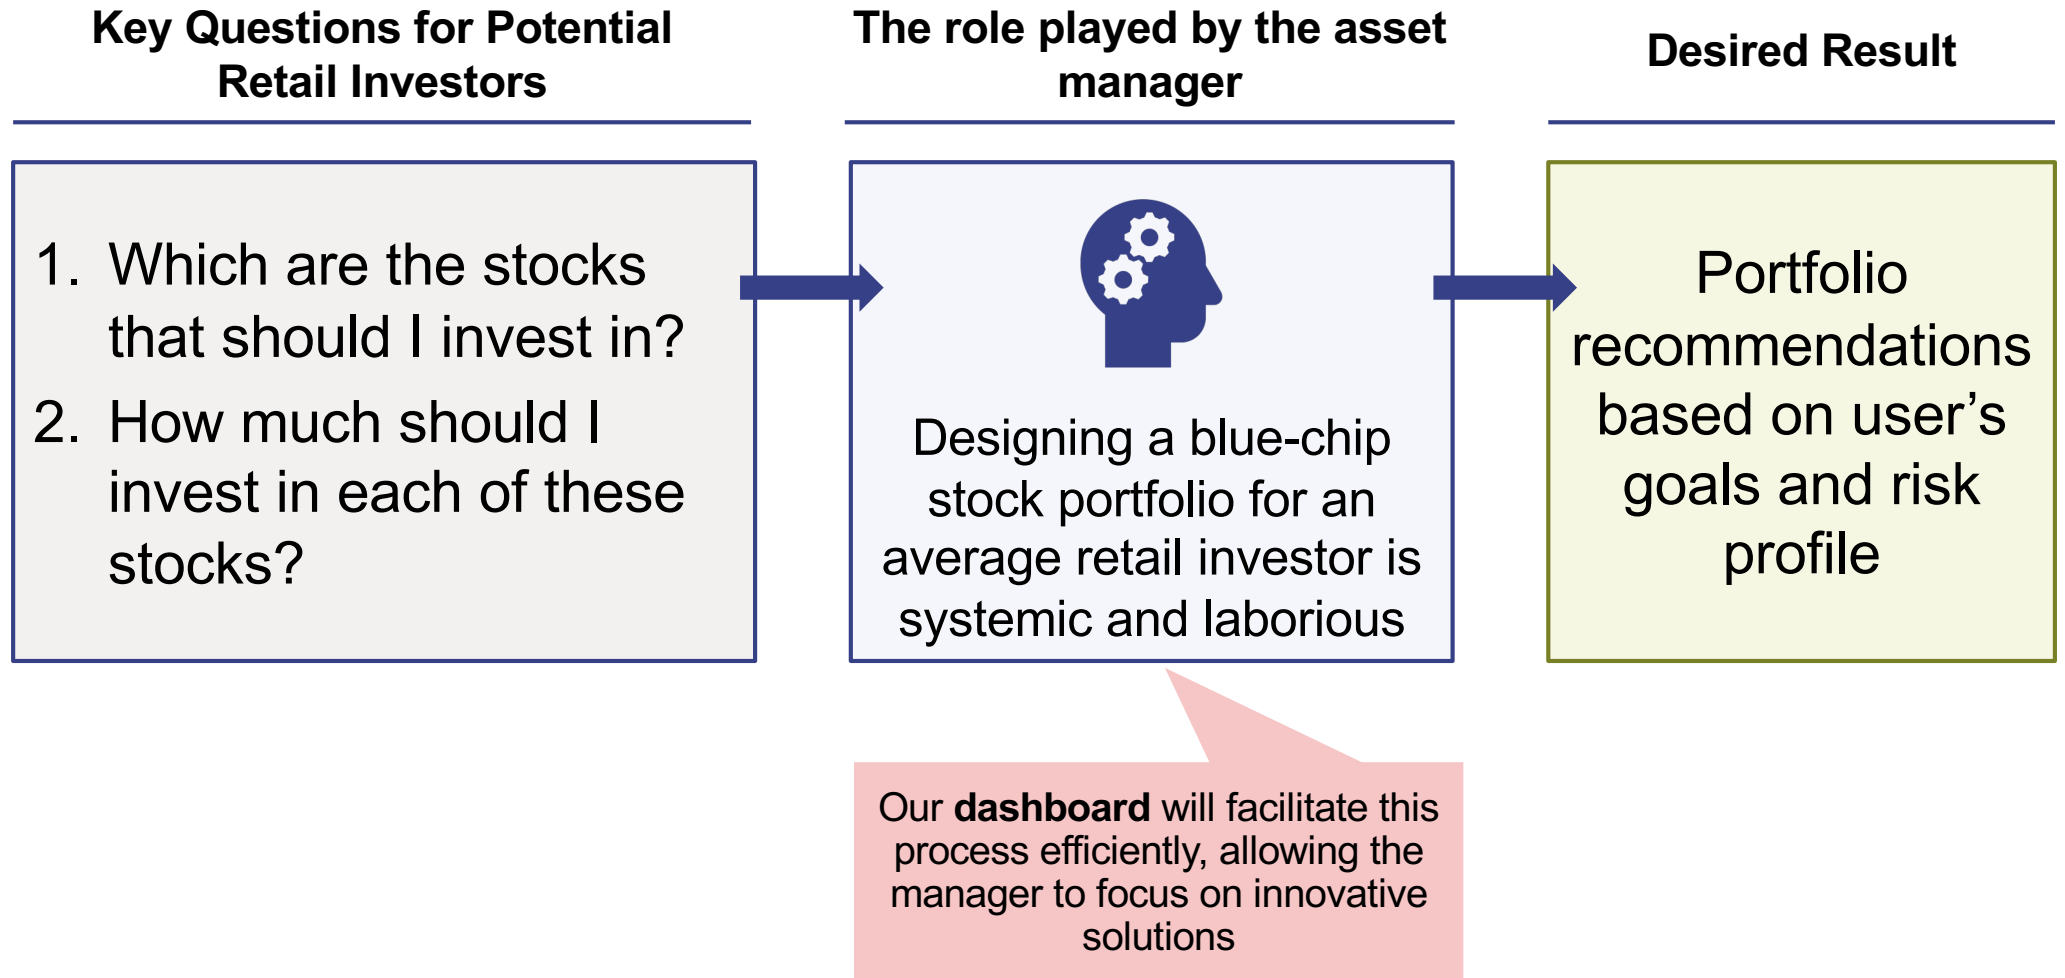 Key Questions for Potential
Retail Investors
The role played by the asset
manager
Desired Result
1. Which are the stocks
that should I invest in?
2. How much should I
invest in each of these
stocks?
Designing a blue-chip
stock portfolio for an
average retail investor is
systemic and laborious
Portfolio
recommendations
based on user’s
goals and risk
profile
Our dashboard will facilitate this
process efficiently, allowing the
manager to focus on innovative
solutions